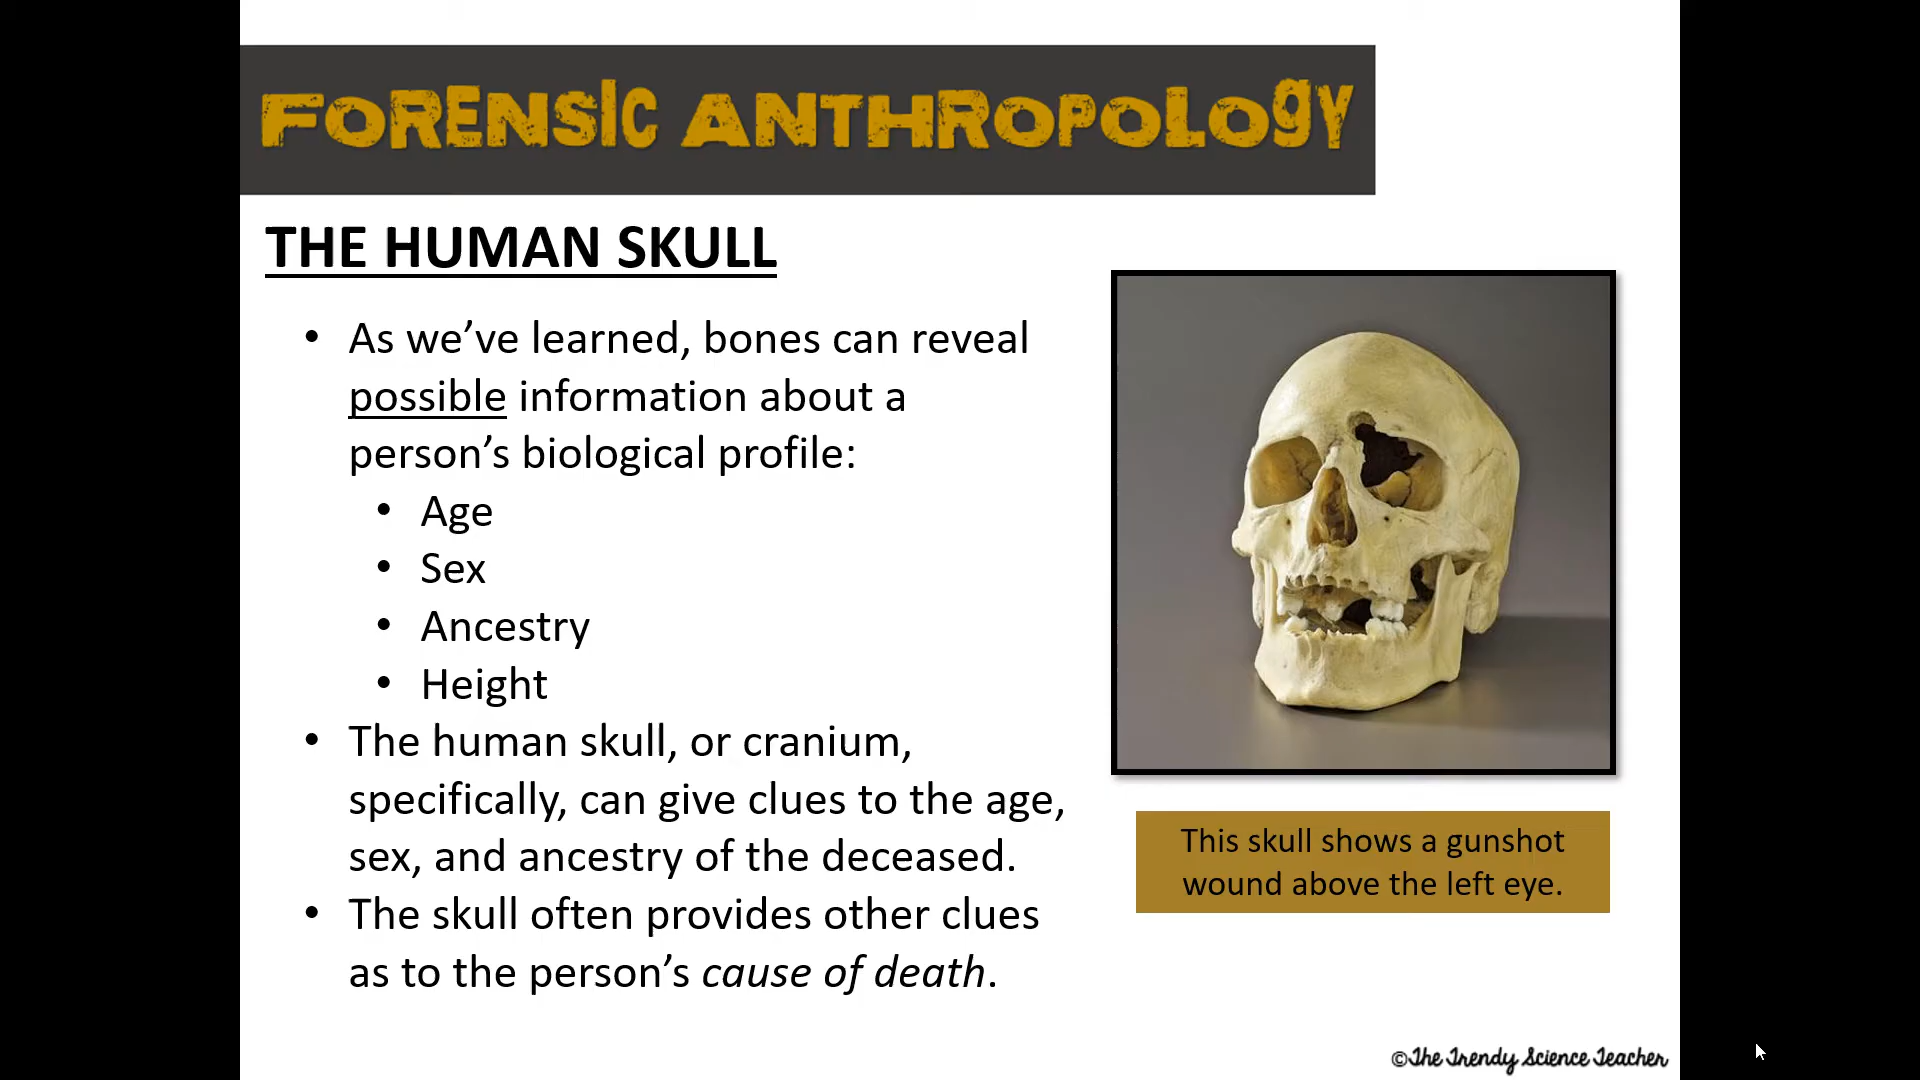 FORENSIC ANTHROPOLOGY
THE HUMAN SKULL
• As we’ve learned, bones can reveal
possible information about a
person’s biological profile:
• Age
• Sex
• Ancestry
• Height
• The human skull, or cranium,
specifically, can give clues to the age,
sex, and ancestry of the deceased.
• The skull often provides other clues
as to the person’s cause of death.
This skull shows a gunshot
wound above the left eye.
©The Trendy Science Teacher